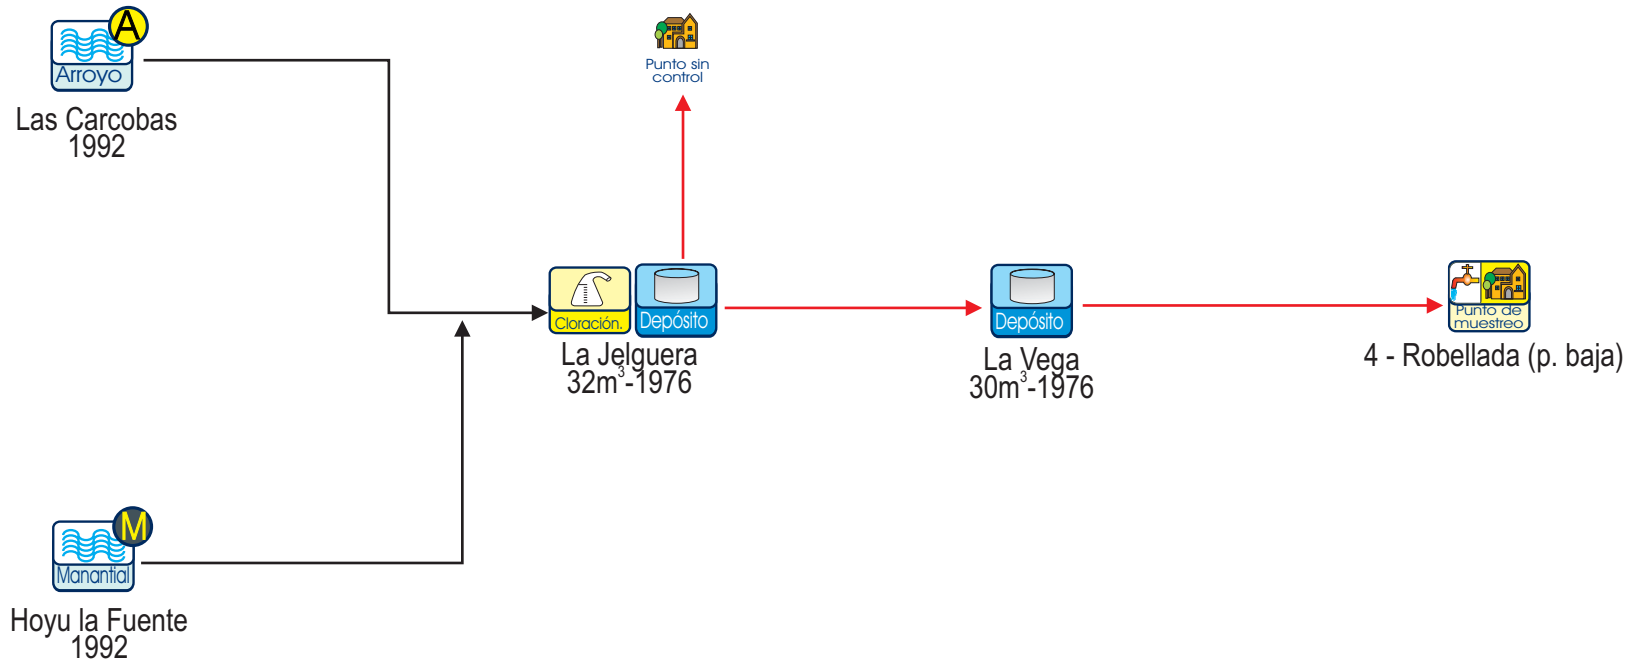 A
Arroyo
Las Carcobas
1992
Punto sin
control
Cloración.
Depósito
La Jelguera
32m³-1976
Depósito
La Vega
30m³-1976
Punto de
muestreo
4 - Robellada (p. baja)
M
Manantial
Hoyu la Fuente
1992